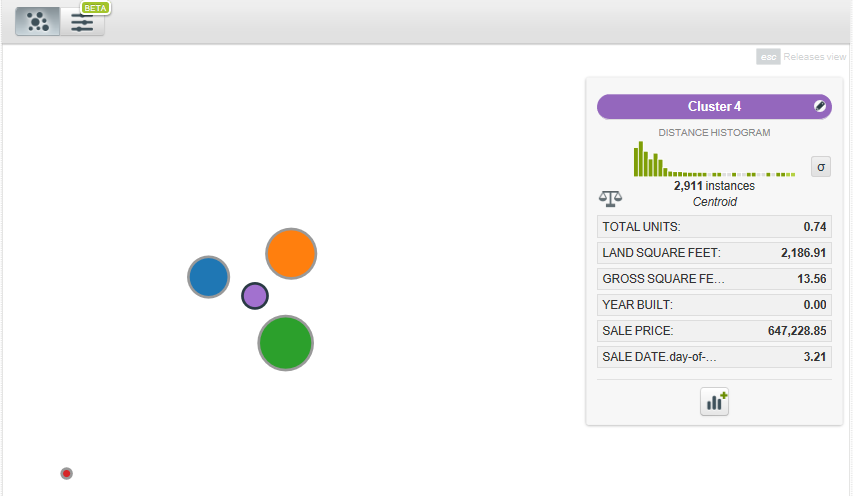 BETA
esc Releases view
Cluster 4
DISTANCE HISTOGRAM
σ
2,911 instances
Centroid
TOTAL UNITS: 0.74
LAND SQUARE FEET: 2,186.91
GROSS SQUARE FE... 13.56
YEAR BUILT: 0.00
SALE PRICE: 647,228.85
SALE DATE.day-of-... 3.21